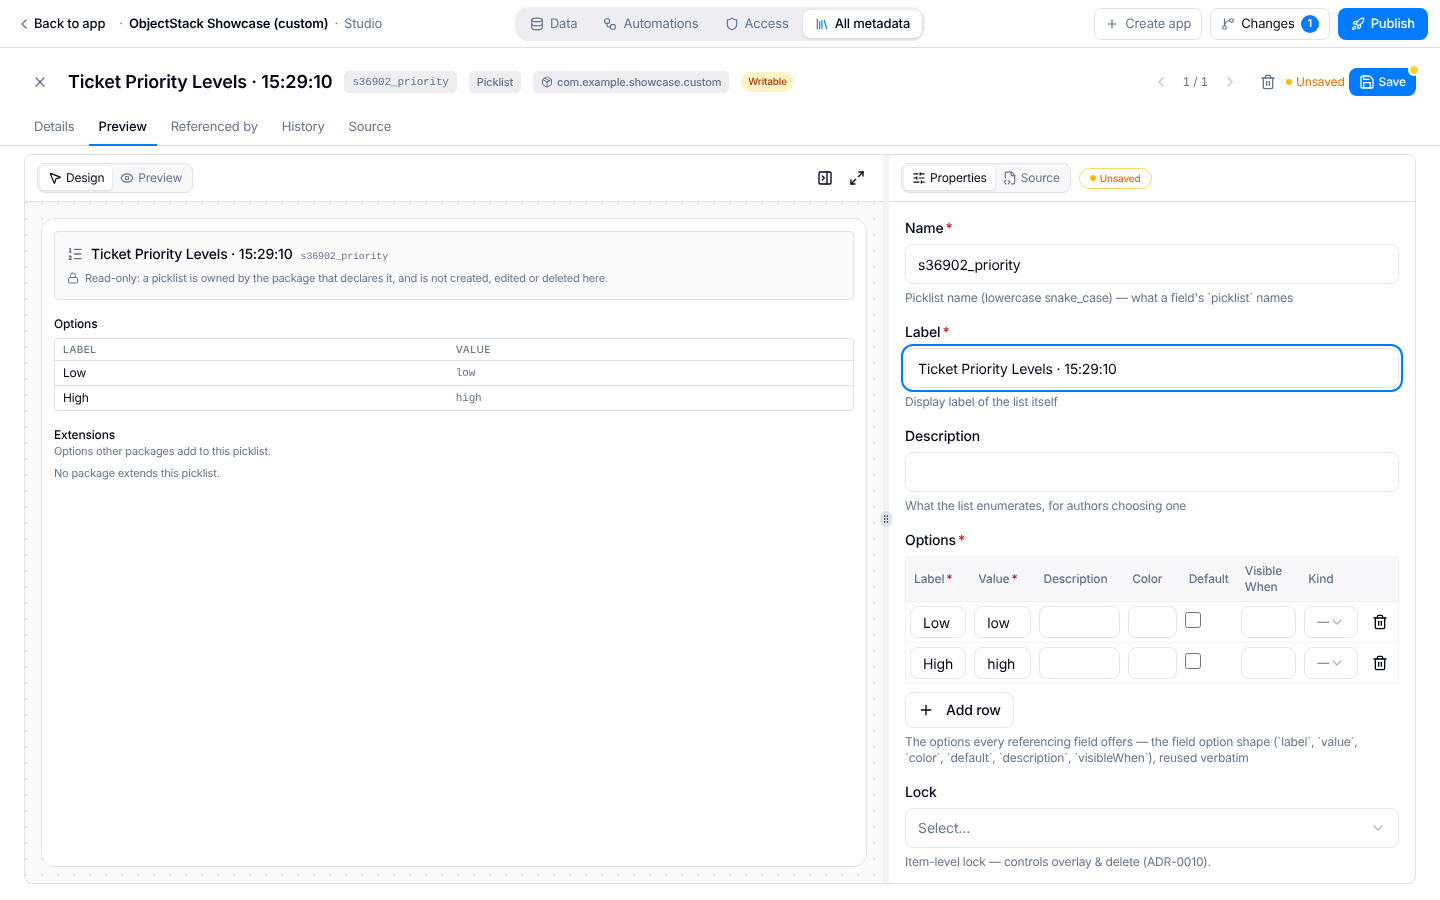 Back to app · ObjectStack Showcase (custom) · Studio
Data
Automations
Access
All metadata
Create app
Changes 1
Publish
Ticket Priority Levels · 15:29:10
s36902_priority
Picklist
com.example.showcase.custom
Writable
1 / 1
Unsaved
Save
Details
Preview
Referenced by
History
Source
Design
Preview
Ticket Priority Levels · 15:29:10 s36902_priority
Read-only: a picklist is owned by the package that declares it, and is not created, edited or deleted here.
Options
LABEL VALUE
Low low
High high
Extensions
Options other packages add to this picklist.
No package extends this picklist.
Properties
Source
Unsaved
Name *
s36902_priority
Picklist name (lowercase snake_case) — what a field's `picklist` names
Label *
Ticket Priority Levels · 15:29:10
Display label of the list itself
Description
What the list enumerates, for authors choosing one
Options *
Label * Value * Description Color Default Visible When Kind
Low low —
High high —
Add row
The options every referencing field offers — the field option shape (`label`, `value`,
`color`, `default`, `description`, `visibleWhen`), reused verbatim
Lock
Select...
Item-level lock — controls overlay & delete (ADR-0010).